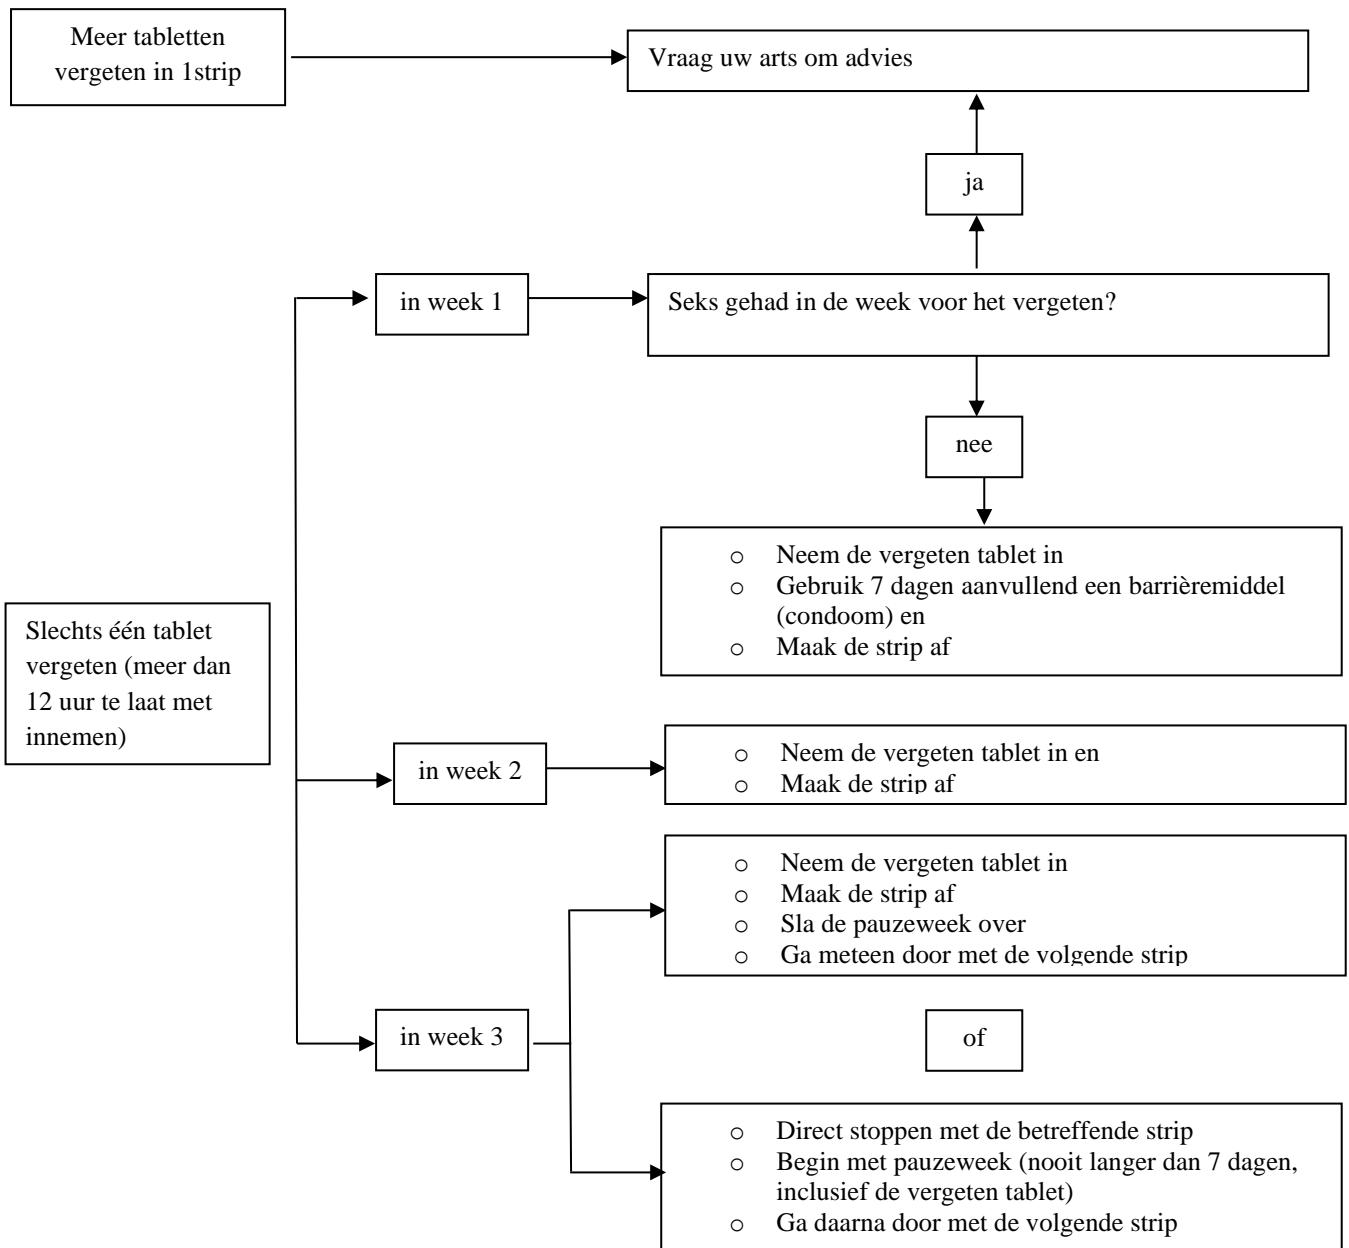 Meer tabletten
vergeten in 1strip
Vraag uw arts om advies
ja
in week 1
Seks gehad in de week voor het vergeten?
nee
o Neem de vergeten tablet in
o Gebruik 7 dagen aanvullend een barrièremiddel
(condoom) en
o Maak de strip af
Slechts één tablet
vergeten (meer dan
12 uur te laat met
innemen)
in week 2
o Neem de vergeten tablet in en
o Maak de strip af
o Neem de vergeten tablet in
o Maak de strip af
o Sla de pauzeweek over
o Ga meteen door met de volgende strip
in week 3
of
o Direct stoppen met de betreffende strip
o Begin met pauzeweek (nooit langer dan 7 dagen,
inclusief de vergeten tablet)
o Ga daarna door met de volgende strip